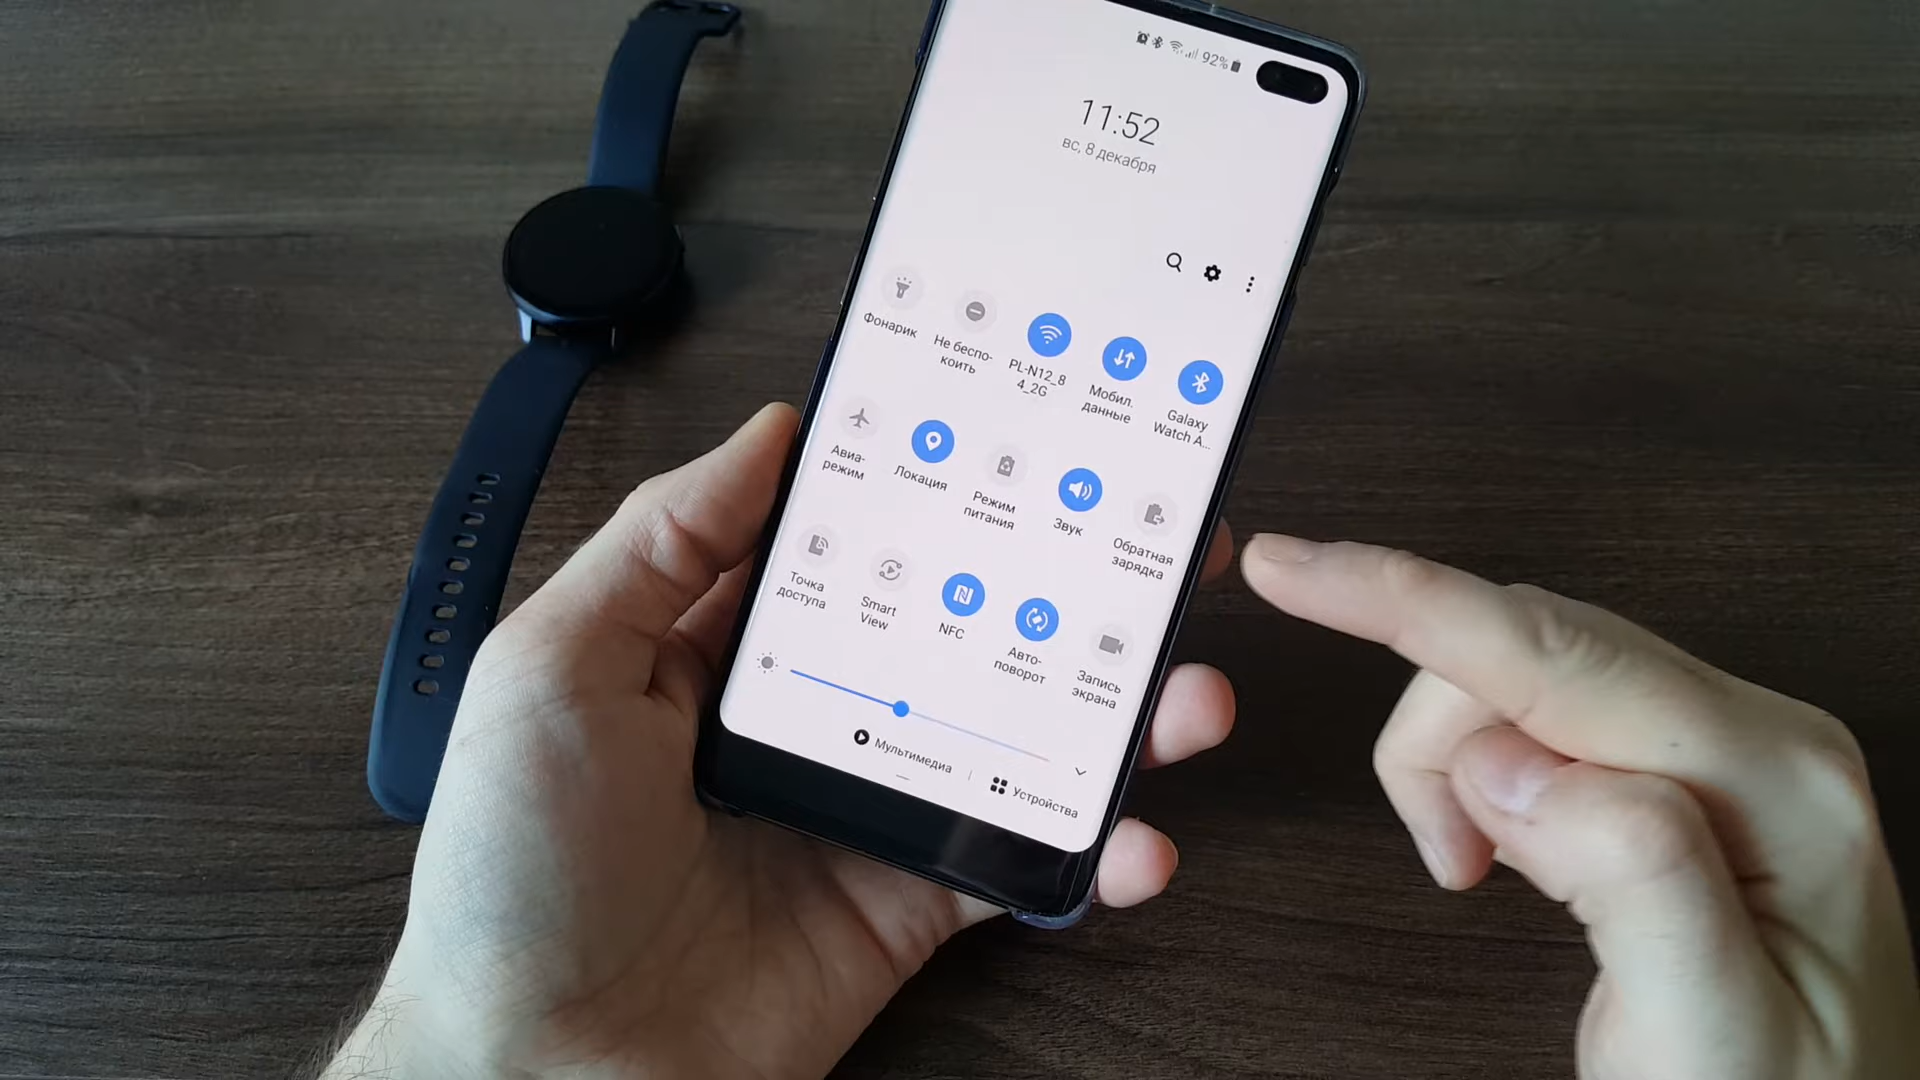 92%
11:52
вс, 8 декабря
Фонарик
Не беспо-
коить
PL-N12_8
4_2G
Мобил.
данные
Galaxy
Watch A...
Авиа-
режим
Локация
Режим
питания
Звук
Обратная
зарядка
Точка
доступа
Smart
View
NFC
Авто-
поворот
Запись
экрана
Мультимедиа
Устройства